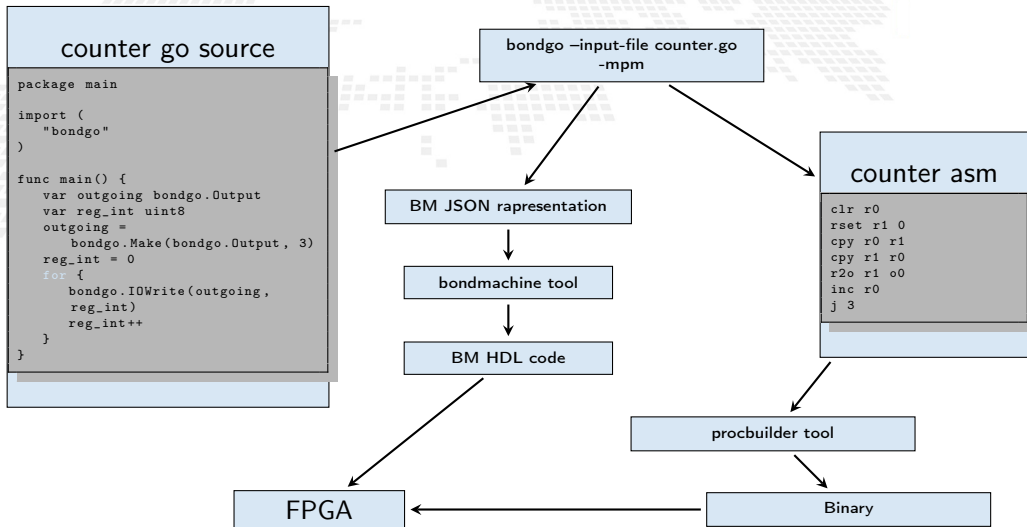 counter go source
package main
import (
"bondgo"
)
func main() {
var outgoing bondgo.Output
var reg_int uint8
outgoing =
bondgo.Make(bondgo.Output, 3)
reg_int = 0
for {
bondgo.IOWrite(outgoing,
reg_int)
reg_int++
}
}
bondgo –input-file counter.go
-mpm
BM JSON rapresentation
bondmachine tool
BM HDL code
FPGA
counter asm
clr r0
rset r1 0
cpy r0 r1
cpy r1 r0
r2o r1 o0
inc r0
j 3
procbuilder tool
Binary